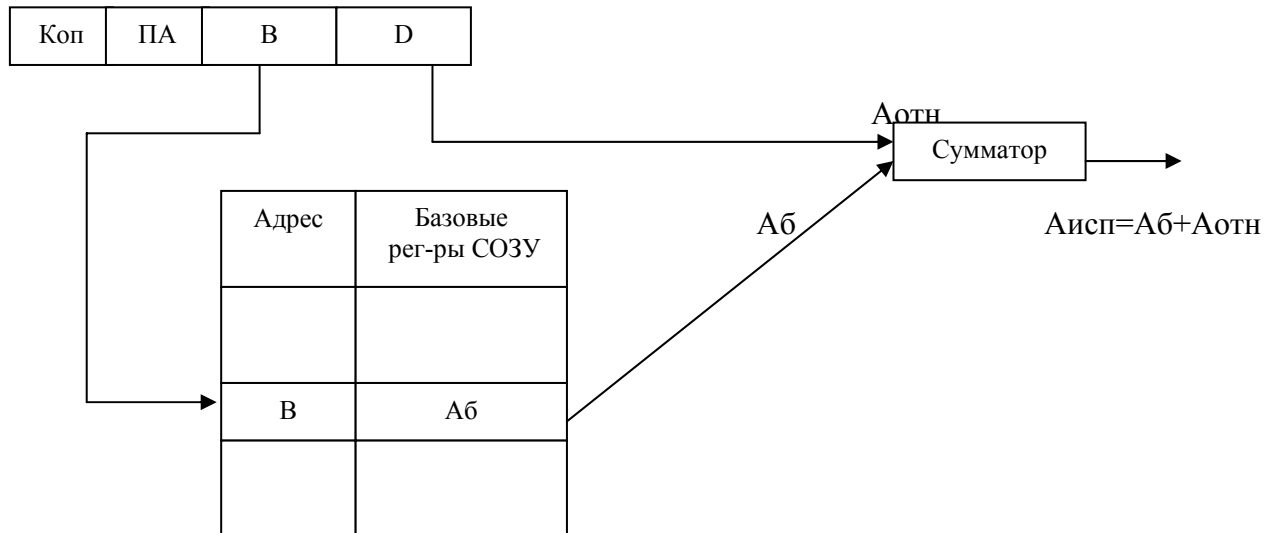 Коп ПА B D
Аотн
Сумматор
Адрес
Базовые
рег-ры СОЗУ
Аб
Аисп=Аб+Аотн
В Аб